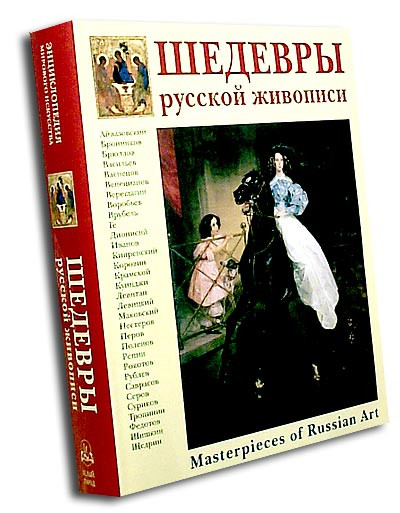 ЭНЦИКЛОПЕДИЯ
МИРОВОГО ИСКУССТВА
ШЕДЕВРЫ
русской живописи
БЕЛЫЙ
ГОРОД
ШЕДЕВРЫ
русской живописи
Айвазовский
Бронников
Брюллов
Васильев
Васнецов
Венецианов
Верещагин
Воробьев
Врубель
Ге
Дионисий
Иванов
Кипренский
Коровин
Крамской
Куинджи
Левитан
Левицкий
Маковский
Нестеров
Перов
Поленов
Репин
Рокотов
Рублев
Саврасов
Серов
Суриков
Тропинин
Федотов
Шишкин
Щедрин
Masterpieces of Russian Art